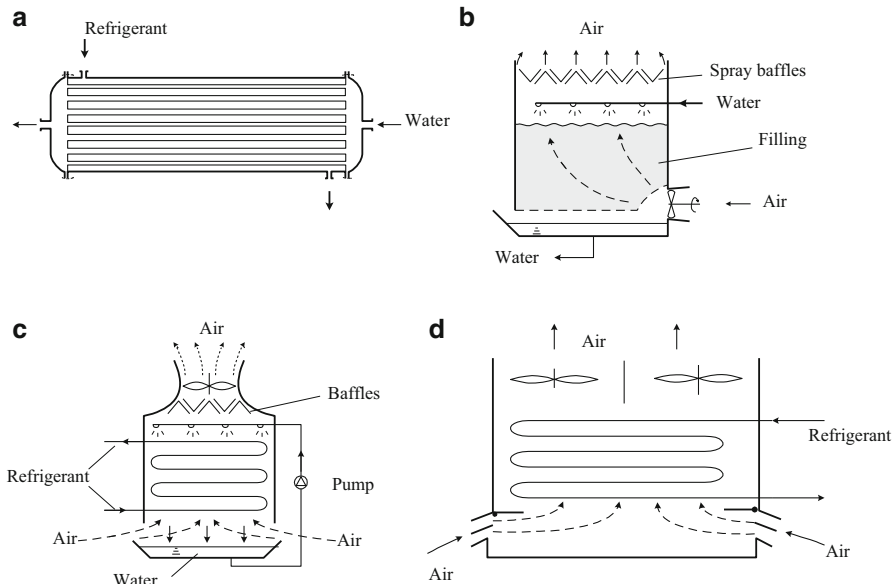 a
Refrigerant
Water
b
Air
Spray baffles
Water
Filling
Air
Water
c
Air
Baffles
Refrigerant
Pump
Air
Air
Water
d
Air
Refrigerant
Air
Air